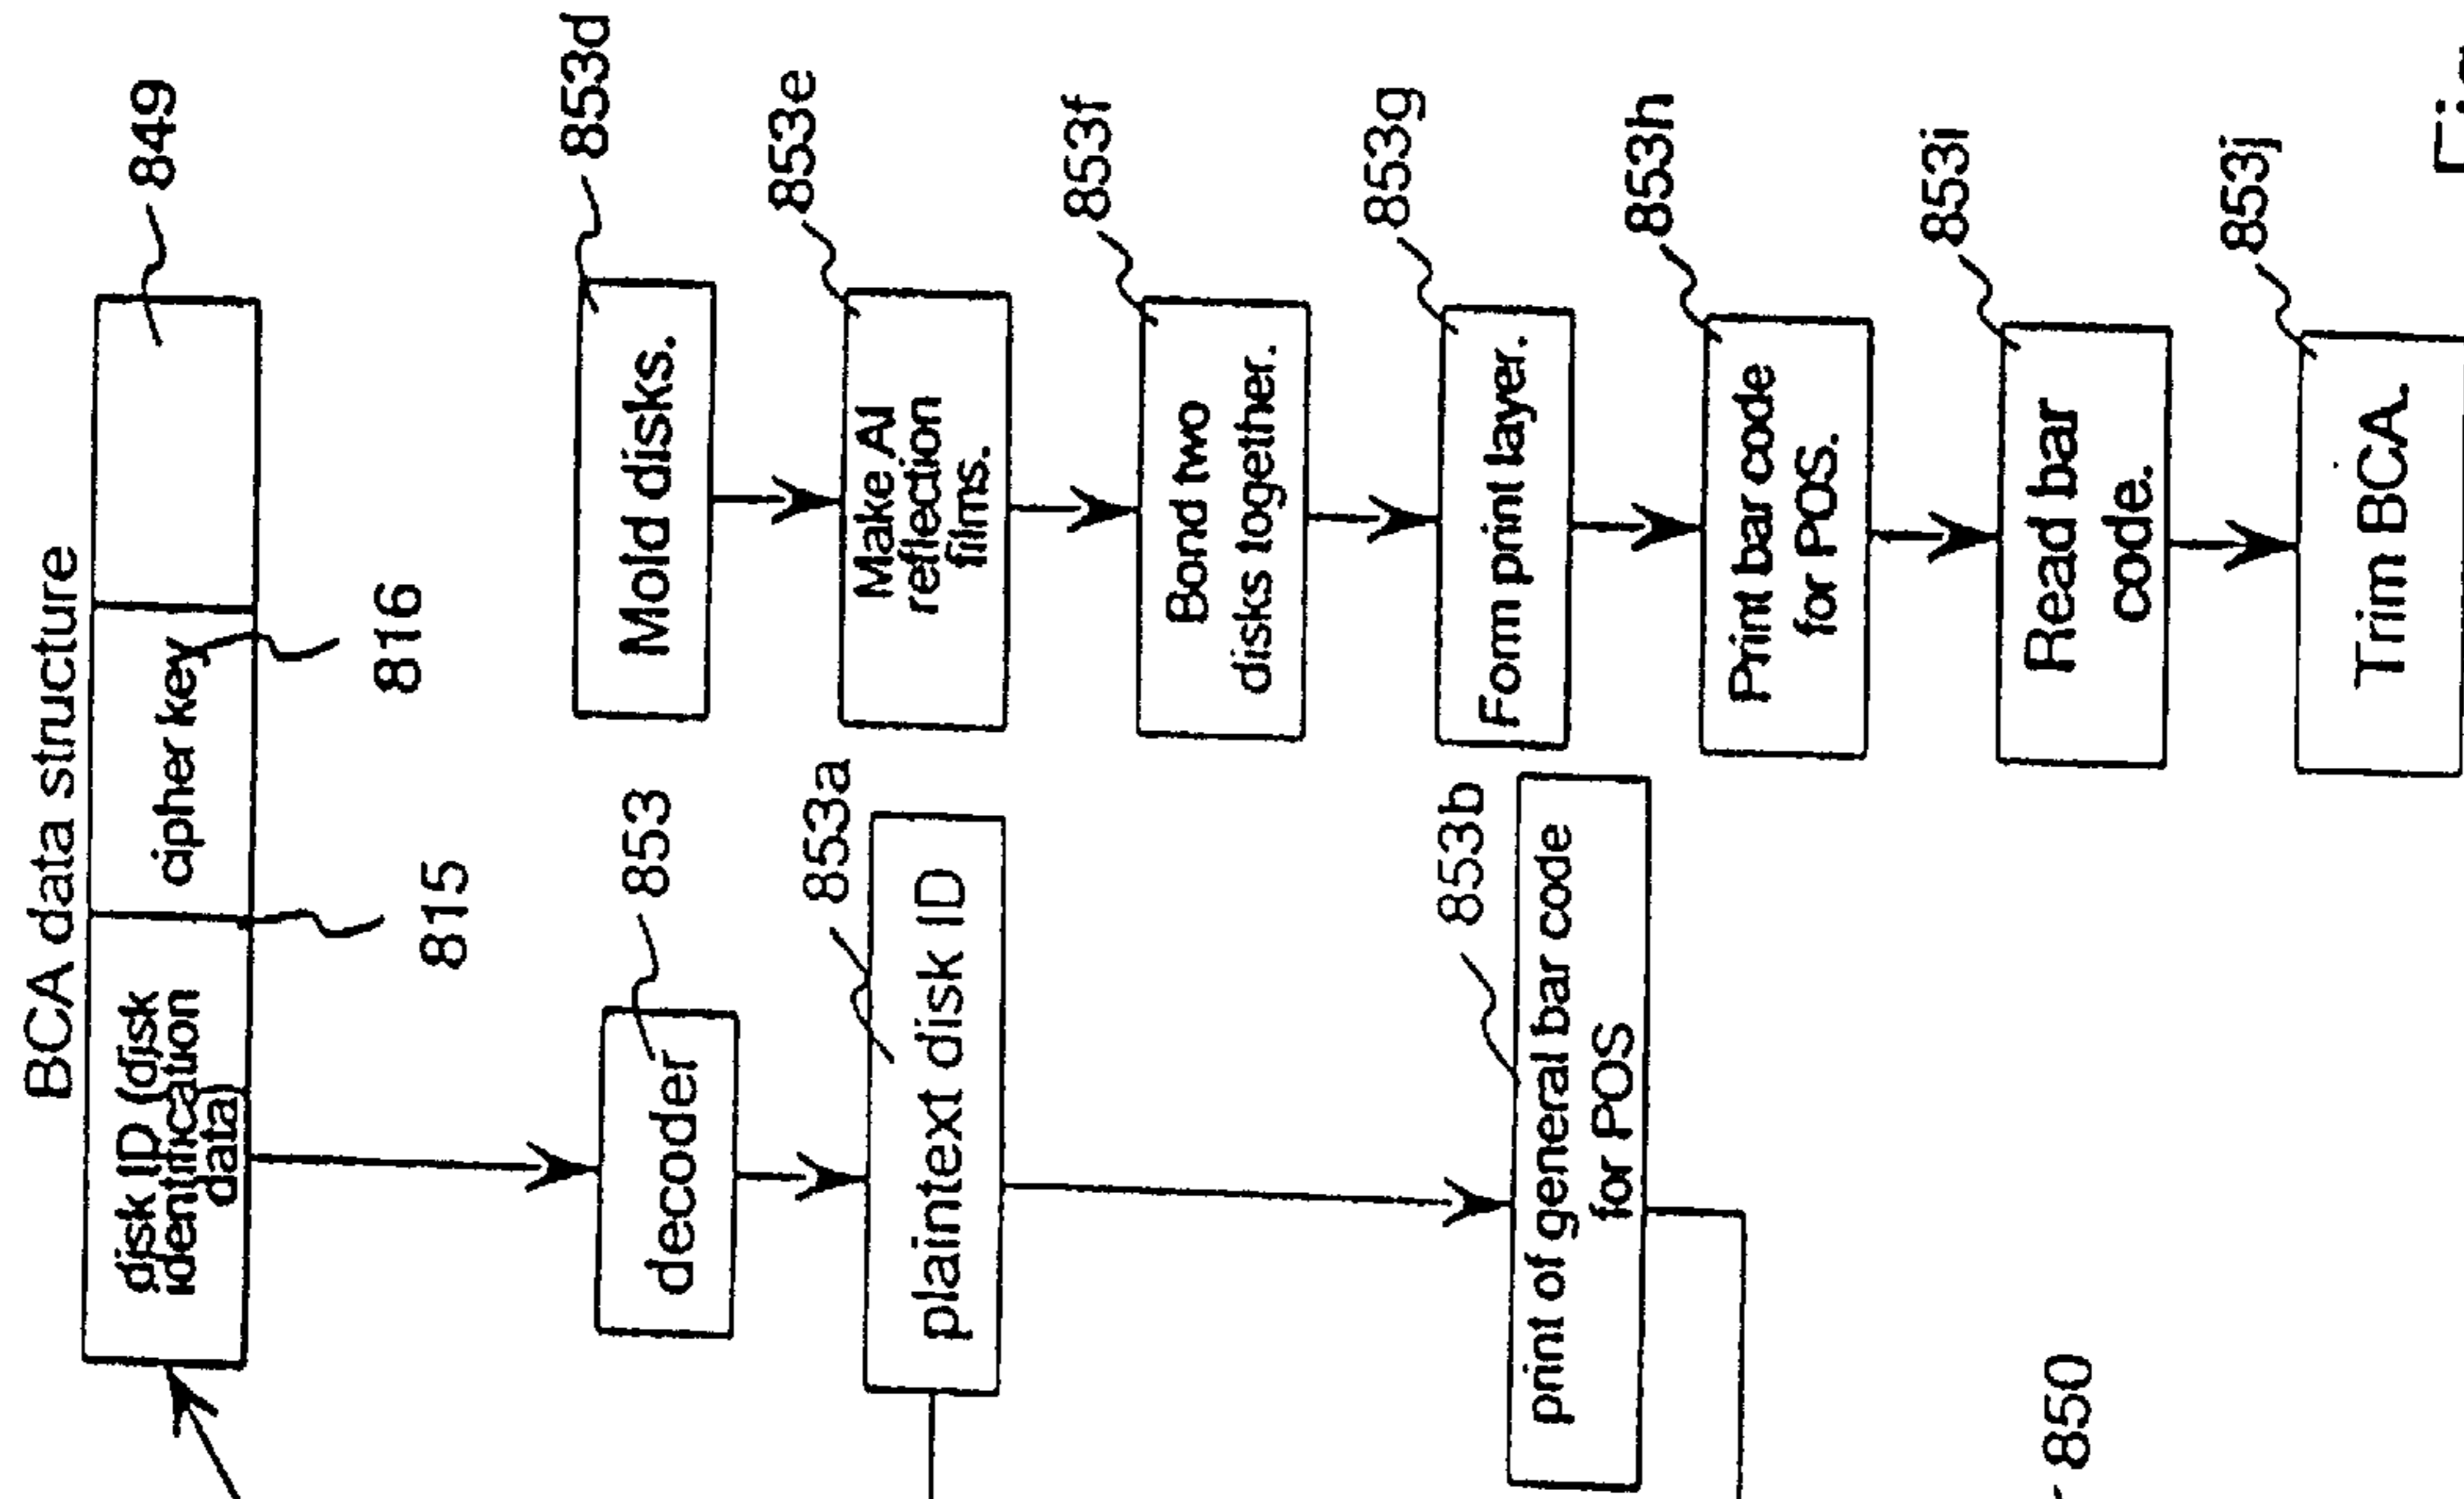 BCA data structure
849
disk ID (disk
identification
data)
cipher key
815
816
853
decoder
853a
plaintext disk ID
853b
print of general bar code
for POS
850
853d
Mold disks.
853e
Make Al
reflection
films.
853f
Bond two
disks together.
853g
Form print layer.
853h
Print bar code
for POS.
853i
Read bar
code.
853j
Trim BCA.